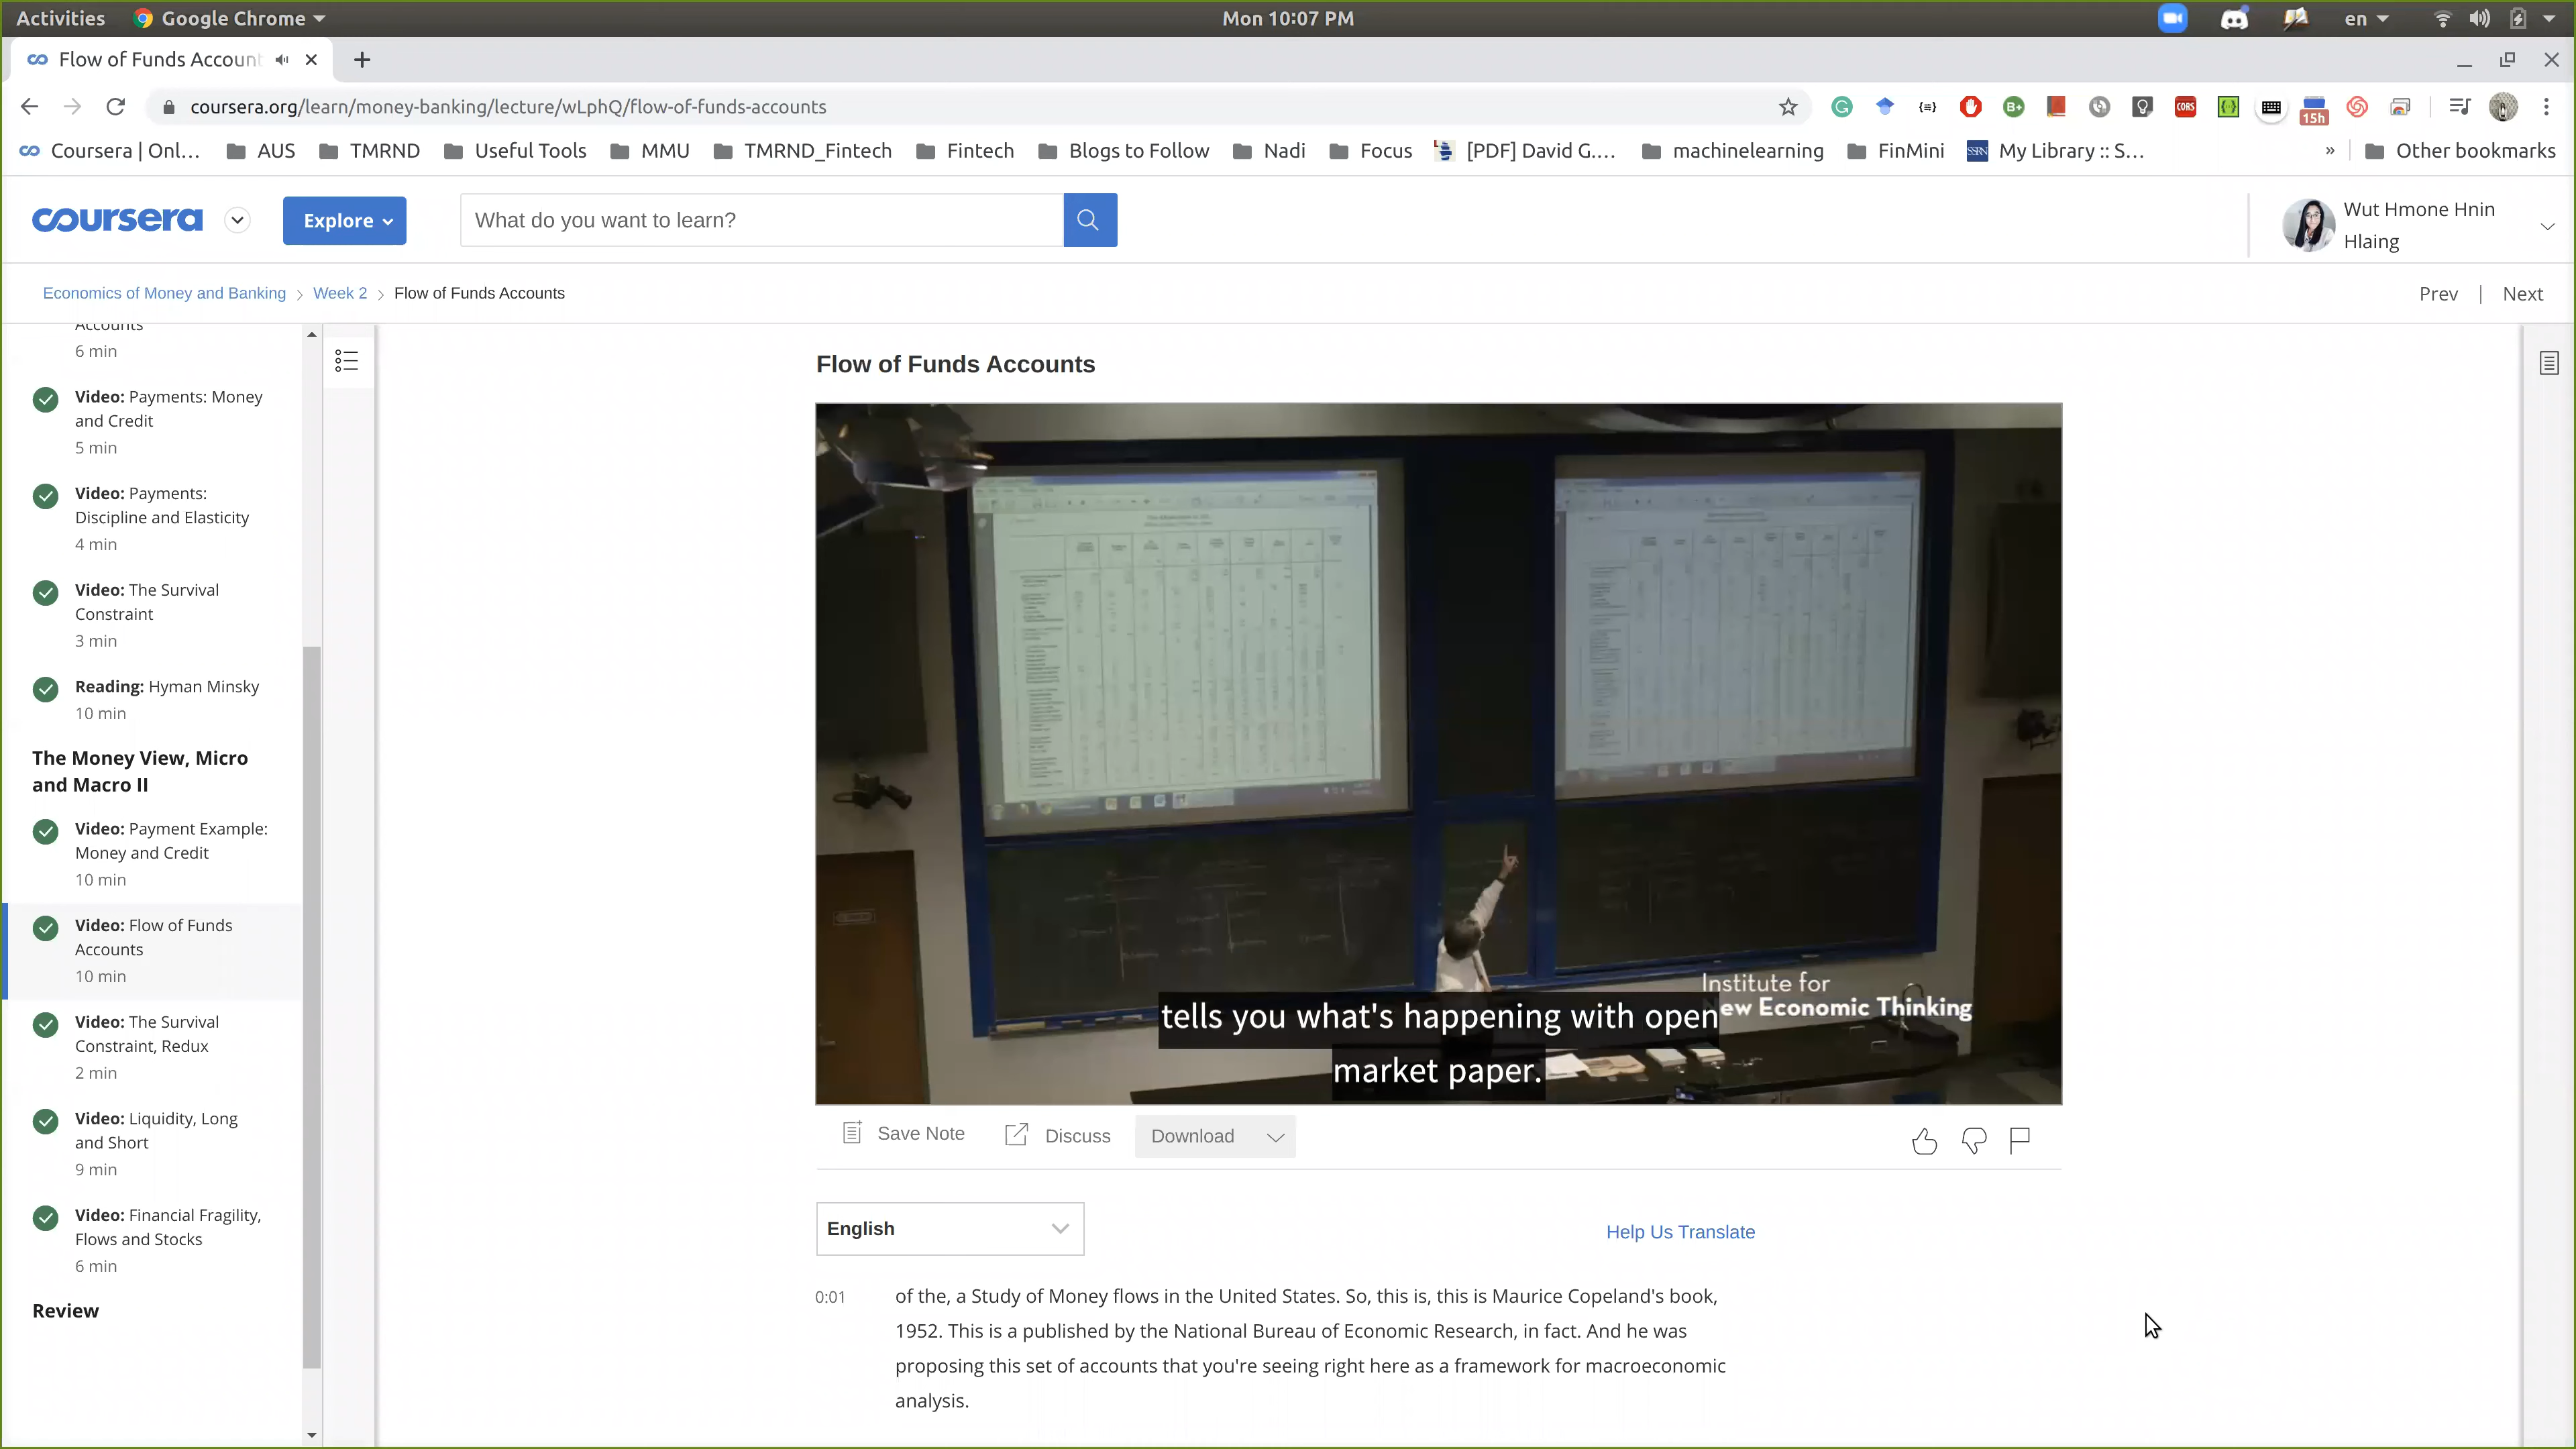 Activities Google Chrome Mon 10:07 PM en
Flow of Funds Account
coursera.org/learn/money-banking/lecture/wLphQ/flow-of-funds-accounts
B+ CORS 15h
Coursera | Onl... AUS TMRND Useful Tools MMU TMRND_Fintech Fintech Blogs to Follow Nadi Focus [PDF] David G.... machinelearning FinMini SSRN My Library :: S... » Other bookmarks
coursera Explore What do you want to learn? Wut Hmone Hnin
Hlaing
Economics of Money and Banking > Week 2 > Flow of Funds Accounts Prev | Next
Accounts
6 min
Video: Payments: Money
and Credit
5 min
Video: Payments:
Discipline and Elasticity
4 min
Video: The Survival
Constraint
3 min
Reading: Hyman Minsky
10 min
The Money View, Micro
and Macro II
Video: Payment Example:
Money and Credit
10 min
Video: Flow of Funds
Accounts
10 min
Video: The Survival
Constraint, Redux
2 min
Video: Liquidity, Long
and Short
9 min
Video: Financial Fragility,
Flows and Stocks
6 min
Review
Flow of Funds Accounts
Institute for
ew Economic Thinking
tells you what's happening with open
market paper.
Save Note Discuss Download
English Help Us Translate
0:01 of the, a Study of Money flows in the United States. So, this is, this is Maurice Copeland's book,
1952. This is a published by the National Bureau of Economic Research, in fact. And he was
proposing this set of accounts that you're seeing right here as a framework for macroeconomic
analysis.